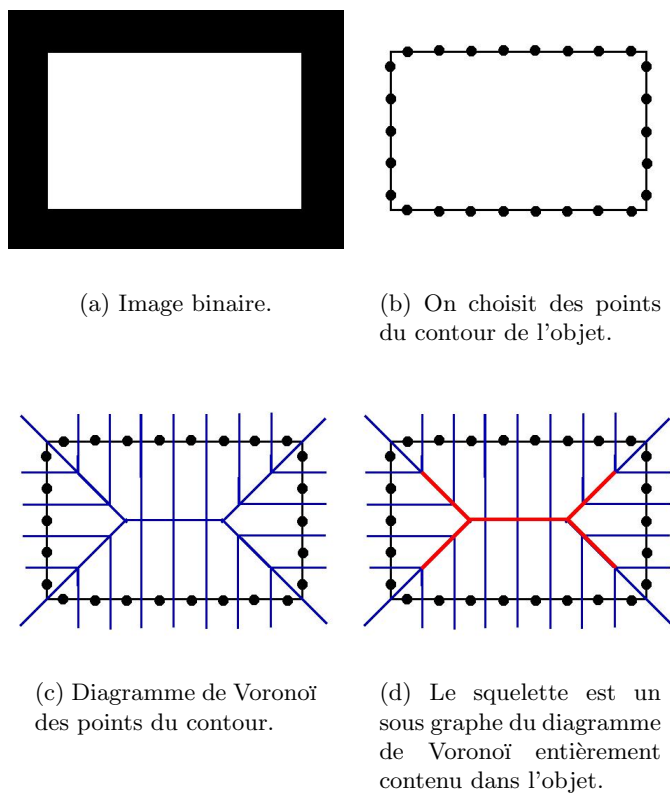 (a) Image binaire.
(b) On choisit des points
du contour de l'objet.
(c) Diagramme de Voronoï
des points du contour.
(d) Le squelette est un
sous graphe du diagramme
de Voronoï entièrement
contenu dans l'objet.